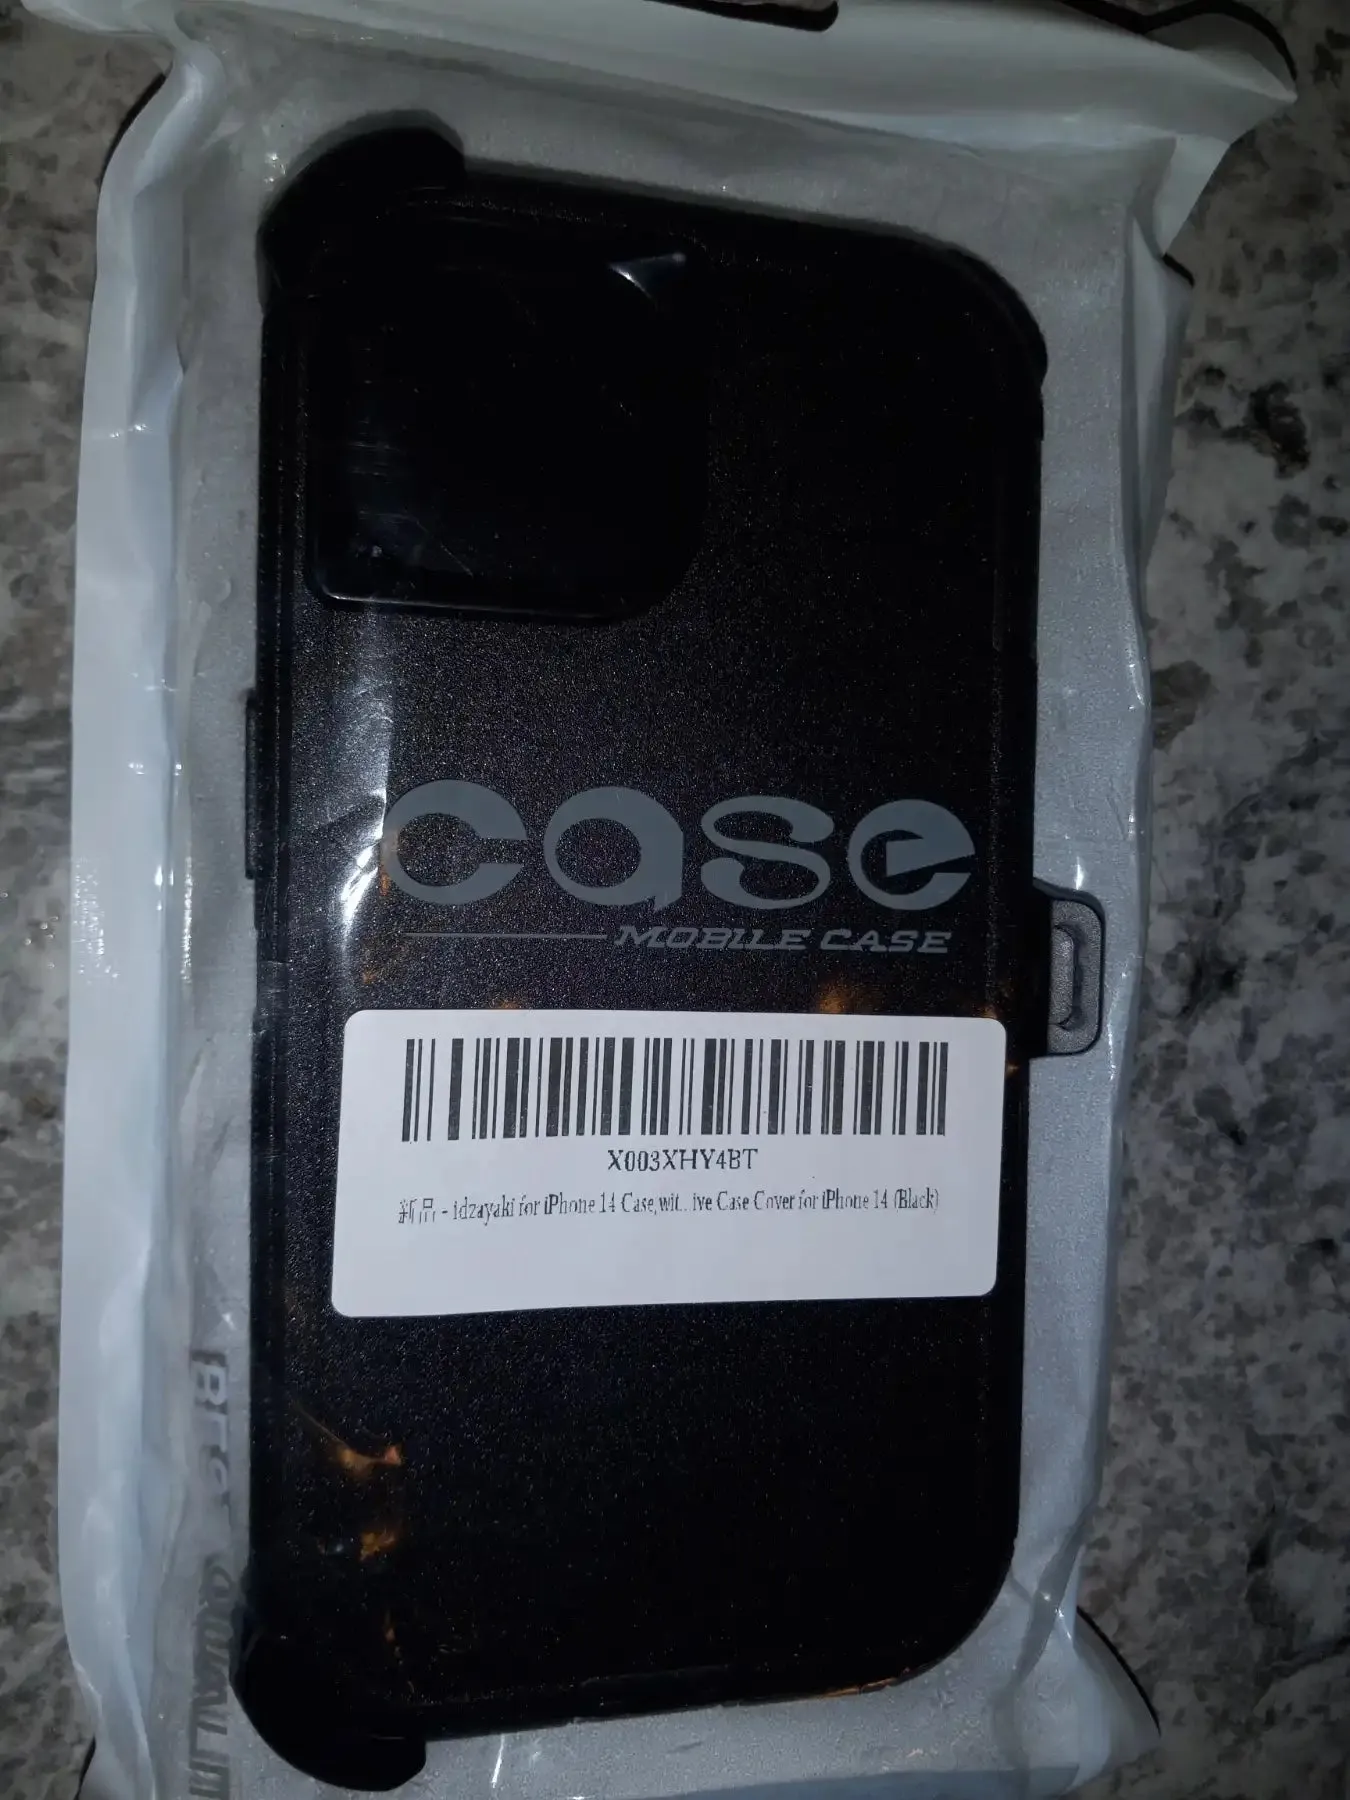 case
MOBILE CASE
X003XHY4BT
新品 - idzayaki for iPhone 14 Case,wit... ive Case Cover for iPhone 14 (Black)